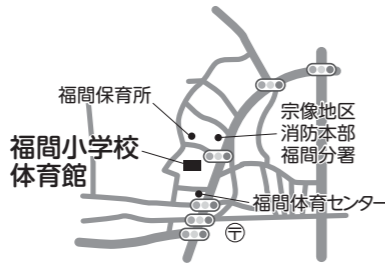 福間保育所
宗像地区
消防本部
福間分署
福間小学校
体育館
福間体育センター
〒